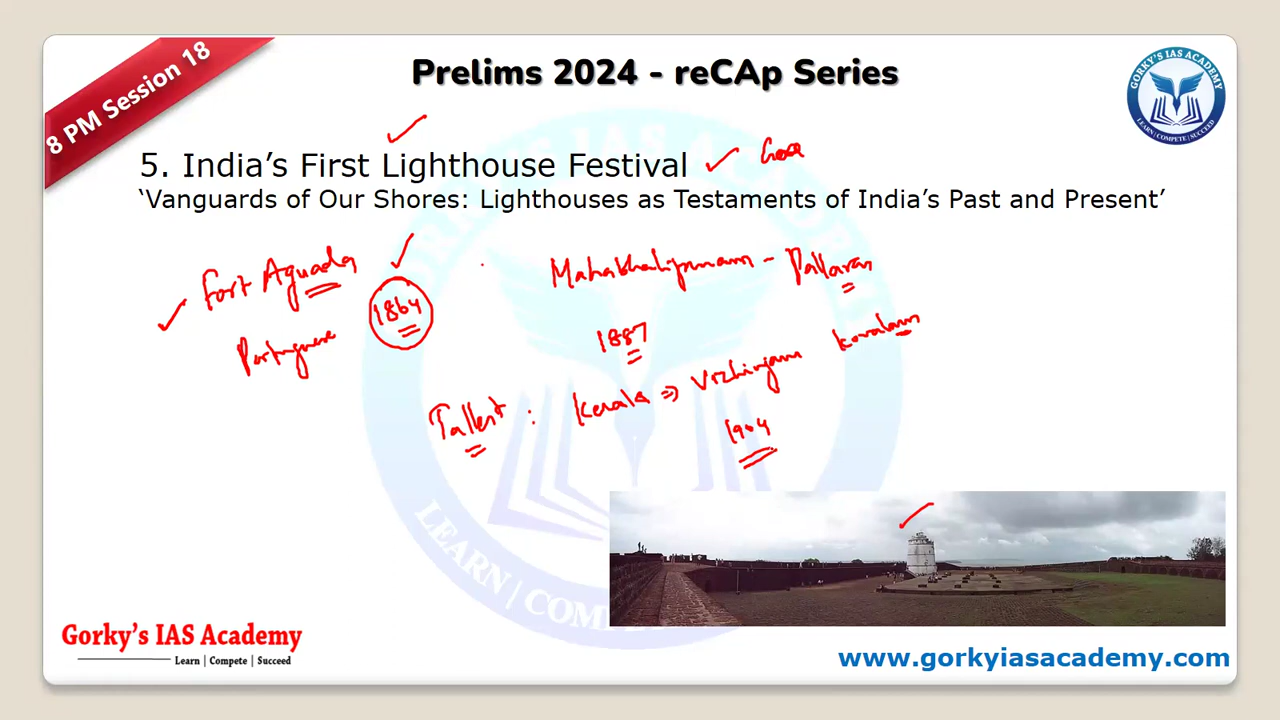 8 PM Session 18
Prelims 2024 - reCAp Series
GORKY'S IAS ACADEMY
LEARN | COMPETE | SUCCEED
5. India's First Lighthouse Festival
Goa
'Vanguards of Our Shores: Lighthouses as Testaments of India's Past and Present'
Fort Aguada
1864
Portuguese
Mahabhalipuram - Pallavas
1887
Tallest : Kerala => Vizhinjam Kovalam
1904
Gorky's IAS Academy
Learn | Compete | Succeed
www.gorkyiasacademy.com